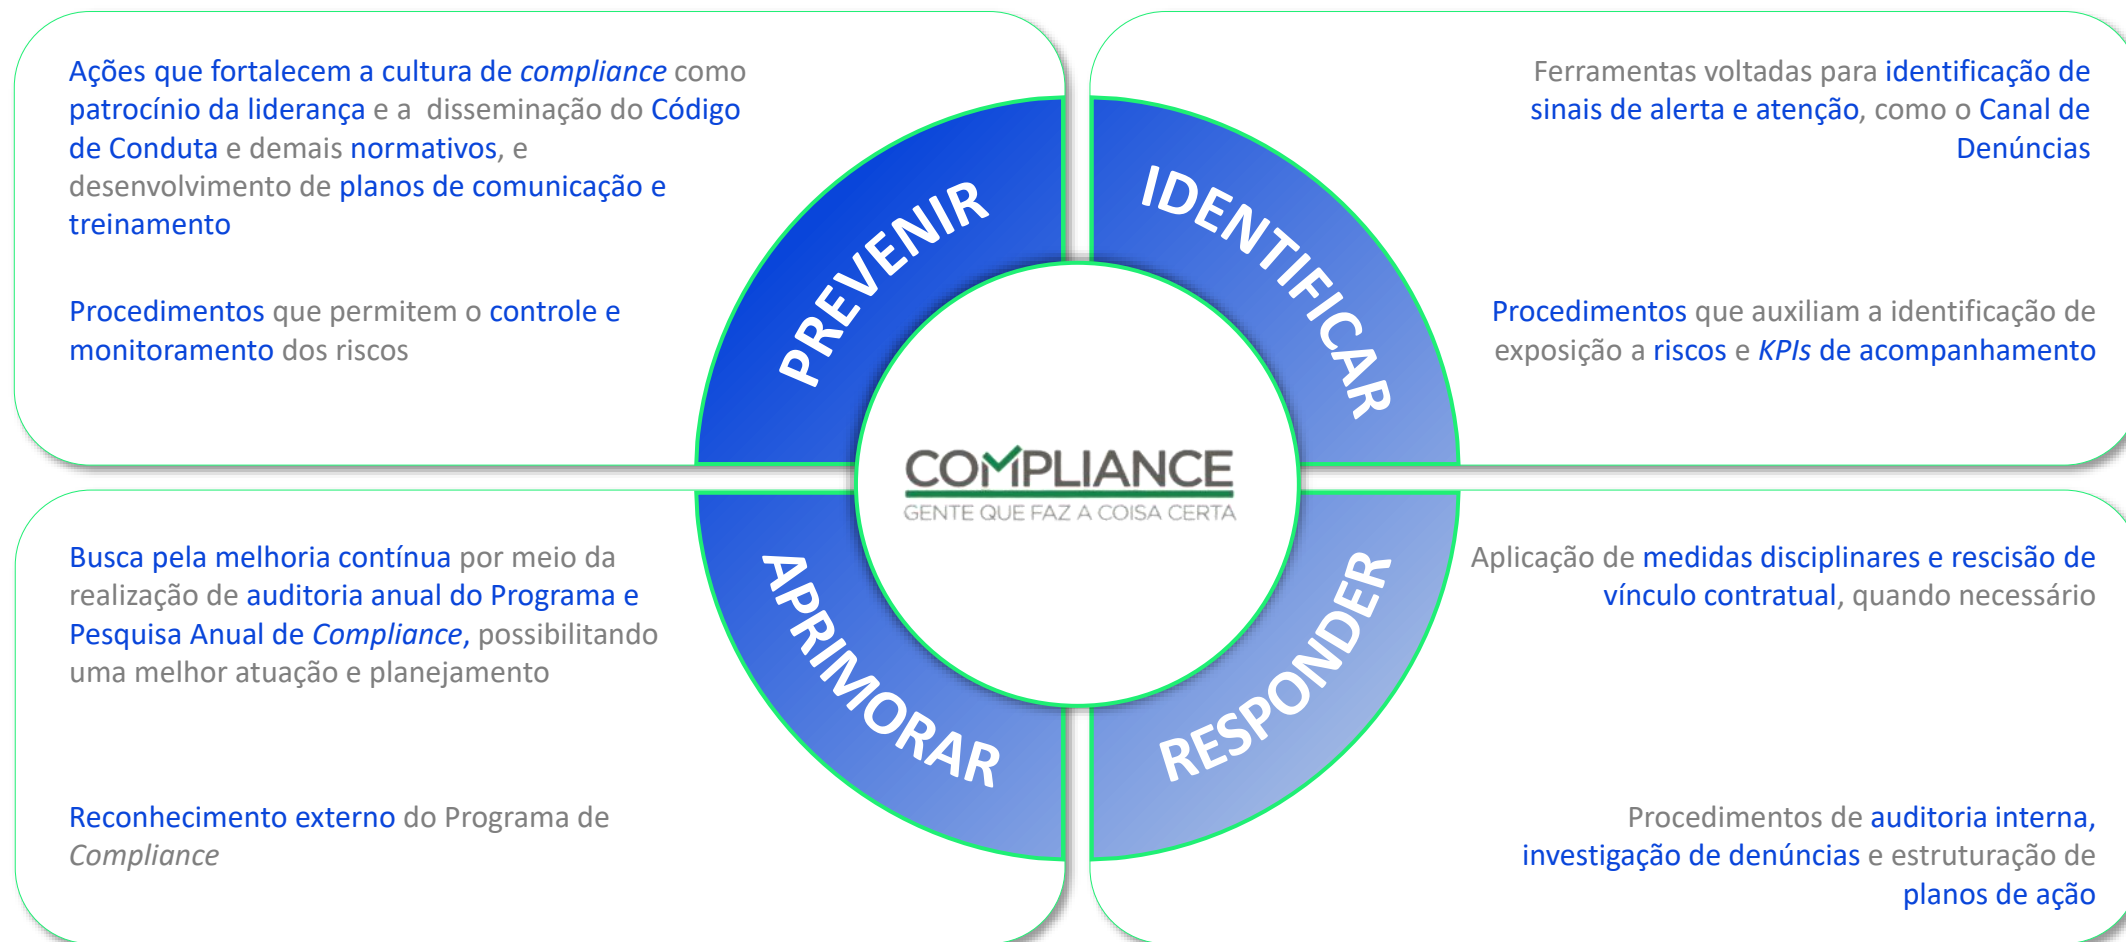 Ações que fortalecem a cultura de compliance como
patrocínio da liderança e a disseminação do Código
de Conduta e demais normativos, e
desenvolvimento de planos de comunicação e
treinamento
Procedimentos que permitem o controle e
monitoramento dos riscos
PREVENIR
IDENTIFICAR
Ferramentas voltadas para identificação de
sinais de alerta e atenção, como o Canal de
Denúncias
Procedimentos que auxiliam a identificação de
exposição a riscos e KPIs de acompanhamento
COMPLIANCE
GENTE QUE FAZ A COISA CERTA
Busca pela melhoria contínua por meio da
realização de auditoria anual do Programa e
Pesquisa Anual de Compliance, possibilitando
uma melhor atuação e planejamento
Reconhecimento externo do Programa de
Compliance
APRIMORAR
RESPONDER
Aplicação de medidas disciplinares e rescisão de
vínculo contratual, quando necessário
Procedimentos de auditoria interna,
investigação de denúncias e estruturação de
planos de ação